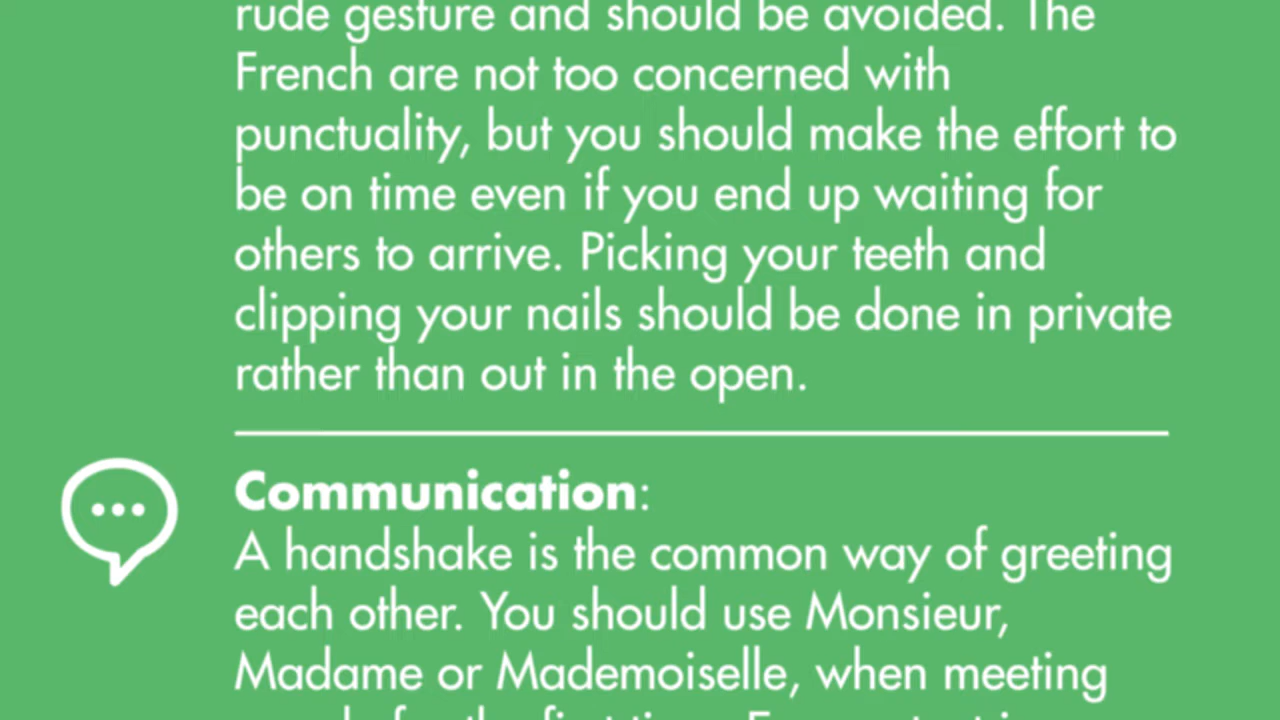 rude gesture and should be avoided. The
French are not too concerned with
punctuality, but you should make the effort to
be on time even if you end up waiting for
others to arrive. Picking your teeth and
clipping your nails should be done in private
rather than out in the open.
Communication:
A handshake is the common way of greeting
each other. You should use Monsieur,
Madame or Mademoiselle, when meeting